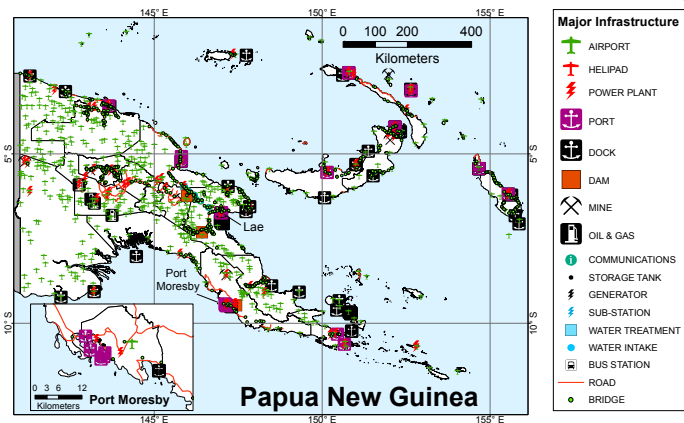 145° E
150° E
155° E
0 100 200 400
Kilometers
5° S
5° S
Lae
Port
Moresby
10° S
10° S
0 3 6 12
Kilometers
Port Moresby
Papua New Guinea
145° E
150° E
155° E
Major Infrastructure
AIRPORT
HELIPAD
POWER PLANT
PORT
DOCK
DAM
MINE
OIL & GAS
COMMUNICATIONS
STORAGE TANK
GENERATOR
SUB-STATION
WATER TREATMENT
WATER INTAKE
BUS STATION
ROAD
BRIDGE